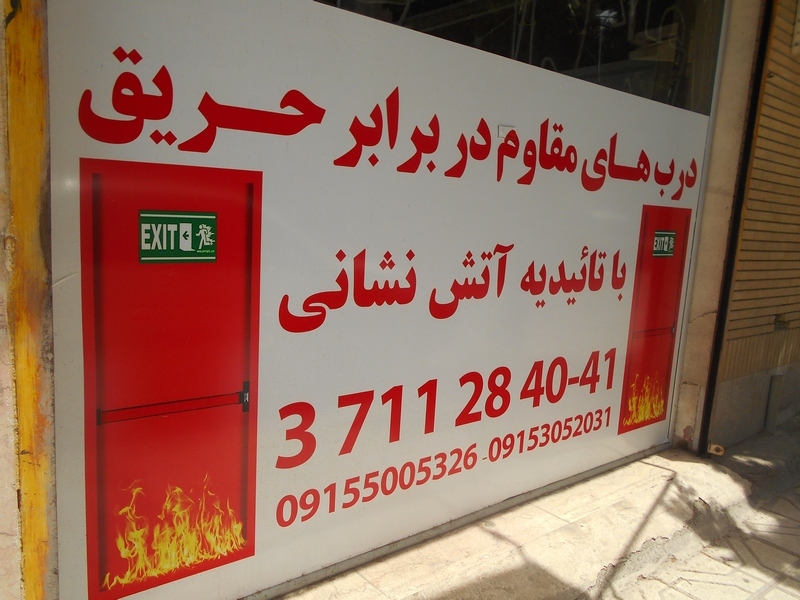 درب های مقاوم در برابر حریق
با تائیدیه آتش نشانی
3 711 28 40-41
09155005326 - 09153052031
EXIT
EXIT